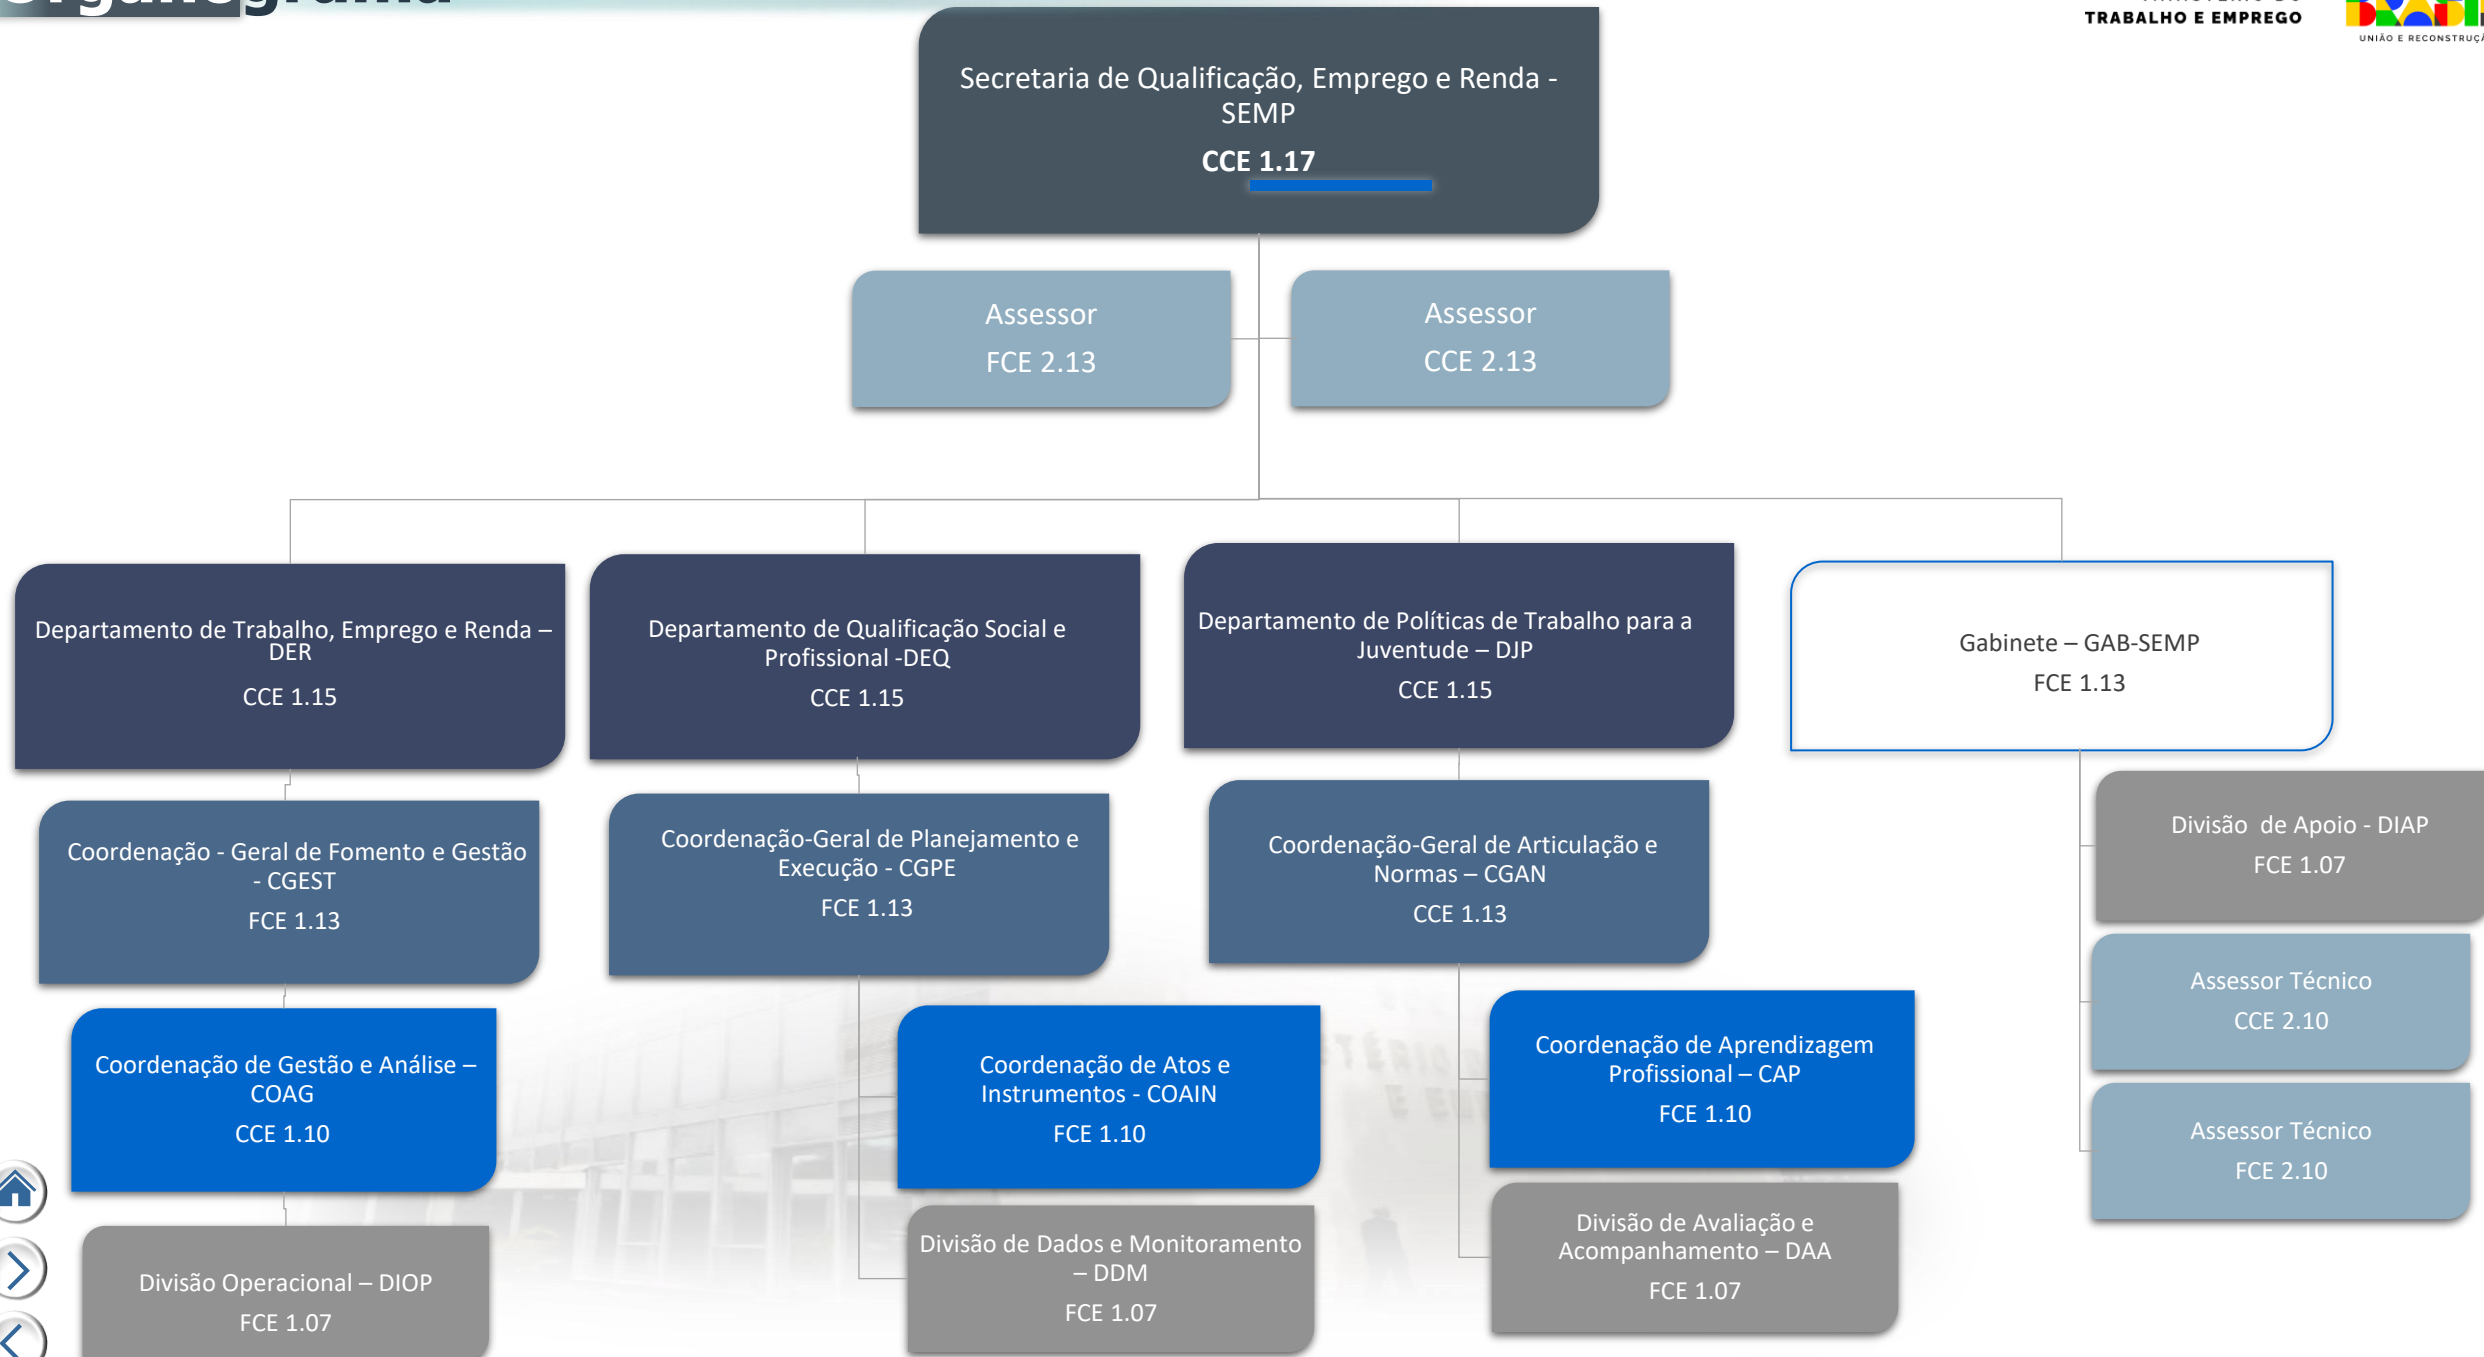 Organograma
TRABALHO E EMPREGO
BRASIL
Secretaria de Qualificação, Emprego e Renda -
SEMP
CCE 1.17
Assessor
FCE 2.13
Assessor
CCE 2.13
Departamento de Trabalho, Emprego e Renda –
DER
CCE 1.15
Departamento de Qualificação Social e
Profissional -DEQ
CCE 1.15
Departamento de Políticas de Trabalho para a
Juventude – DJP
CCE 1.15
Gabinete – GAB-SEMP
FCE 1.13
Coordenação - Geral de Fomento e Gestão
- CGEST
FCE 1.13
Coordenação-Geral de Planejamento e
Execução - CGPE
FCE 1.13
Coordenação-Geral de Articulação e
Normas – CGAN
CCE 1.13
Divisão  de Apoio - DIAP
FCE 1.07
Assessor Técnico
CCE 2.10
Assessor Técnico
FCE 2.10
Coordenação de Gestão e Análise –
COAG
CCE 1.10
Coordenação de Atos e
Instrumentos - COAIN
FCE 1.10
Coordenação de Aprendizagem
Profissional – CAP
FCE 1.10
Divisão Operacional – DIOP
FCE 1.07
Divisão de Dados e Monitoramento
– DDM
FCE 1.07
Divisão de Avaliação e
Acompanhamento – DAA
FCE 1.07